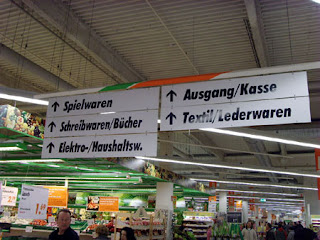 ↑ Spielwaren
↑ Schreibwaren/Bücher
↑ Elektro-/Haushaltsw.
↑ Ausgang/Kasse
↑ Textil/Lederwaren